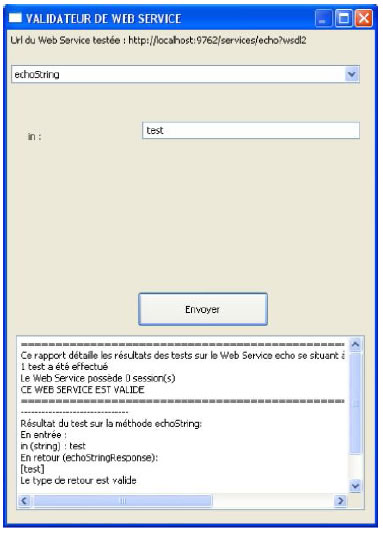 VALIDATEUR DE WEB SERVICE
Url du Web Service testée : http://localhost:9762/services/echo?wsdl2
echoString
in :
test
Envoyer
==================================================
Ce rapport détaille les résultats des tests sur le Web Service echo se situant à
1 test a été effectué
Le Web Service possède 0 session(s)
CE WEB SERVICE EST VALIDE
==================================================
------------------------------
Résultat du test sur la méthode echoString:
En entrée :
in (string) : test
En retour (echoStringResponse):
[test]
Le type de retour est valide